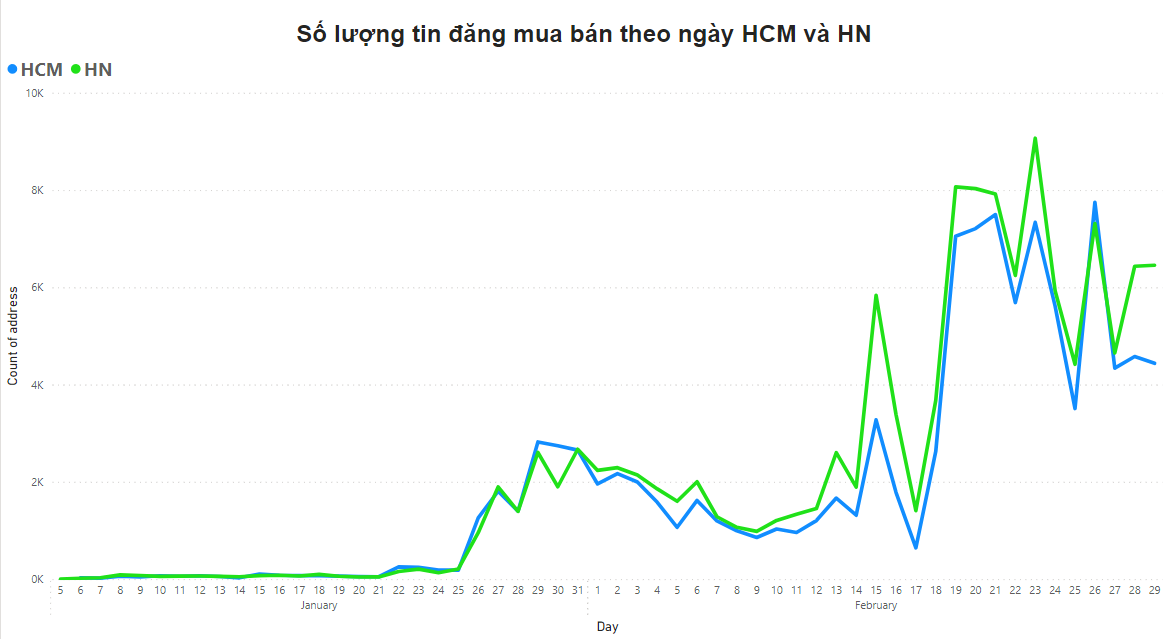 Số lượng tin đăng mua bán theo ngày HCM và HN
HCM HN
10K
8K
6K
4K
2K
0K
Count of address
5 6 7 8 9 10 11 12 13 14 15 16 17 18 19 20 21 22 23 24 25 26 27 28 29 30 31 1 2 3 4 5 6 7 8 9 10 11 12 13 14 15 16 17 18 19 20 21 22 23 24 25 26 27 28 29
January February
Day